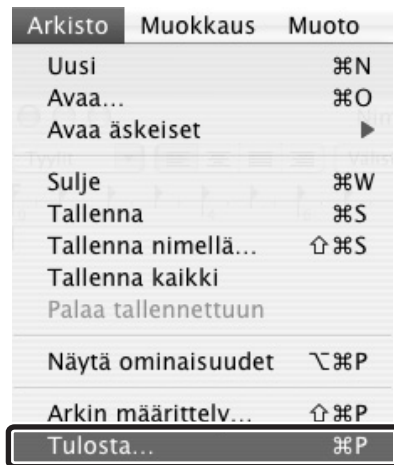 Arkisto Muokkaus Muoto
Uusi ⌘N
Avaa... ⌘O
Avaa äskeiset ▶
Sulje ⌘W
Tallenna ⌘S
Tallenna nimellä... ⇧⌘S
Tallenna kaikki
Palaa tallennettuun
Näytä ominaisuudet ⌥⌘P
Arkin määrittely... ⇧⌘P
Tulosta... ⌘P